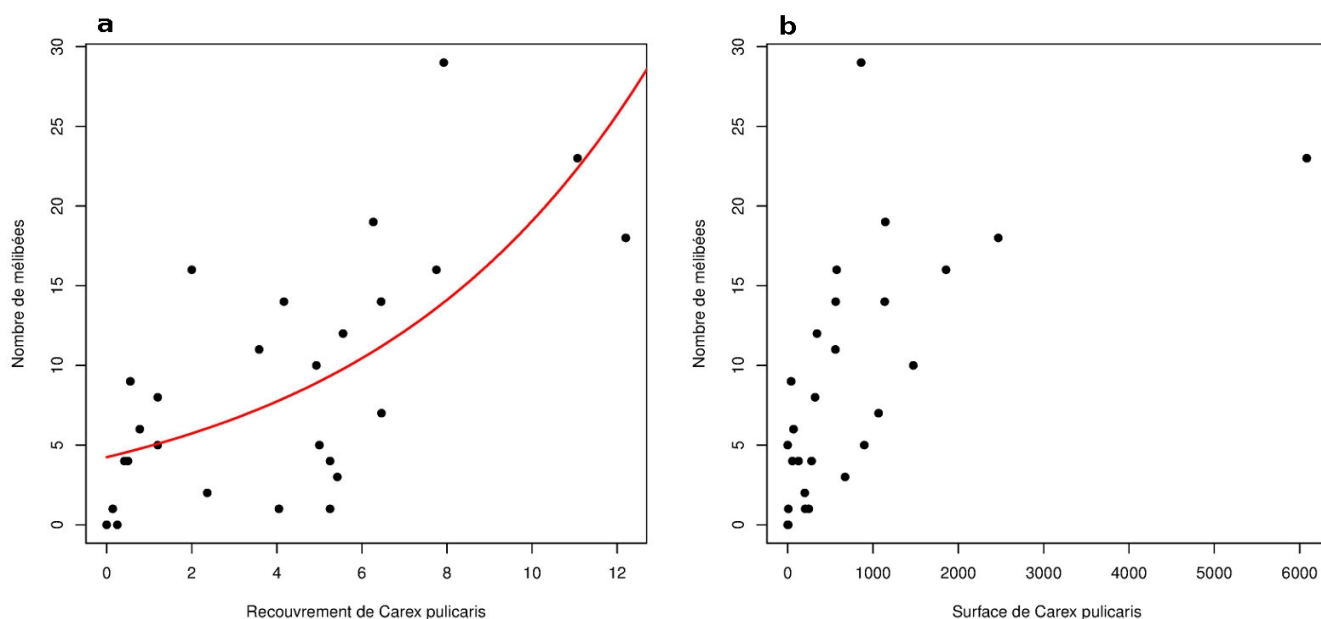 a
30
25
20
15
10
5
0
Nombre de mélibées
0 2 4 6 8 10 12
Recouvrement de Carex pulicaris
b
30
25
20
15
10
5
0
Nombre de mélibées
0 1000 2000 3000 4000 5000 6000
Surface de Carex pulicaris